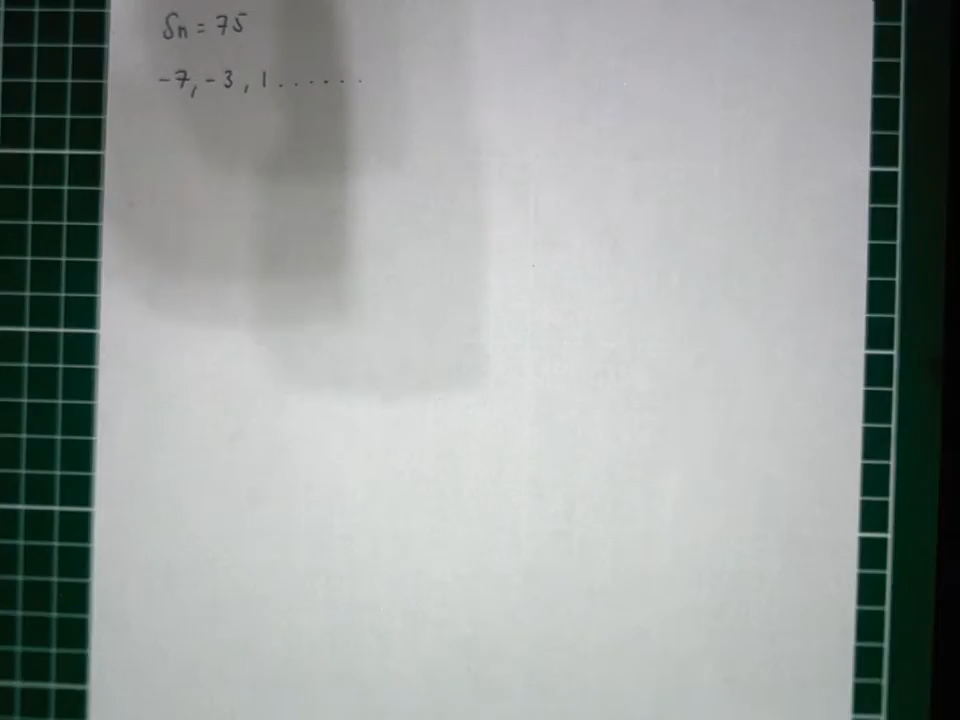 Sn = 75
-7, -3, 1......